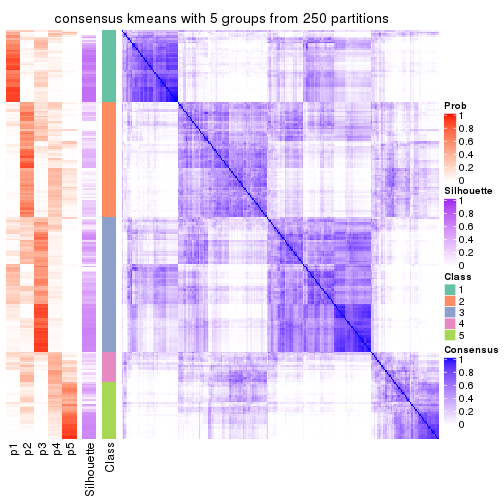 consensus kmeans with 5 groups from 250 partitions
Prob
1
0.8
0.6
0.4
0.2
0
Silhouette
1
0.8
0.6
0.4
0.2
0
Class
1
2
3
4
5
Consensus
1
0.8
0.6
0.4
0.2
0
p1
p2
p3
p4
p5
Silhouette
Class